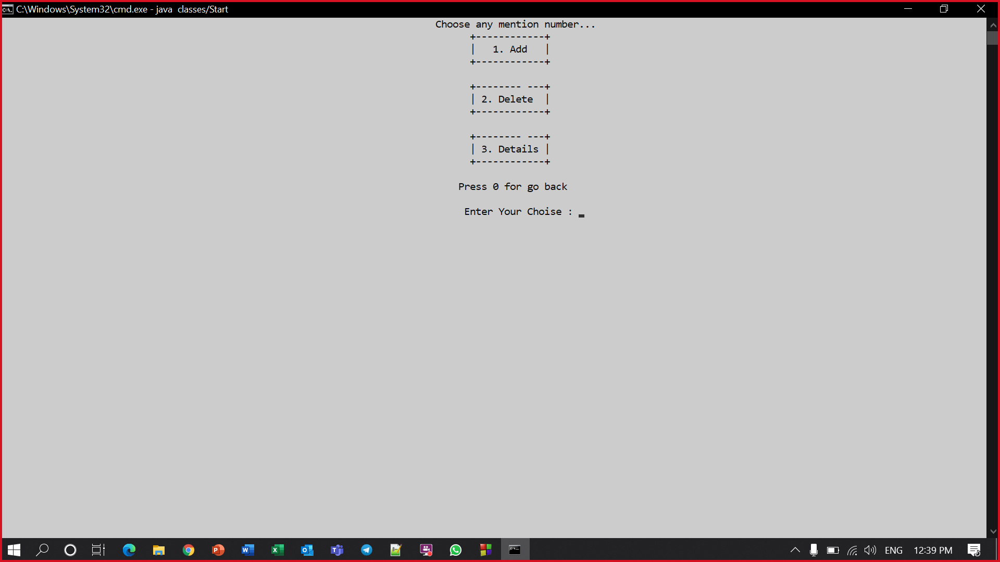 C:\Windows\System32\cmd.exe - java  classes/Start
Choose any mention number...
+------------+
|   1. Add   |
+------------+
+-------- ---+
| 2. Delete  |
+------------+
+-------- ---+
| 3. Details |
+------------+
Press 0 for go back
Enter Your Choise : _
ENG
12:39 PM